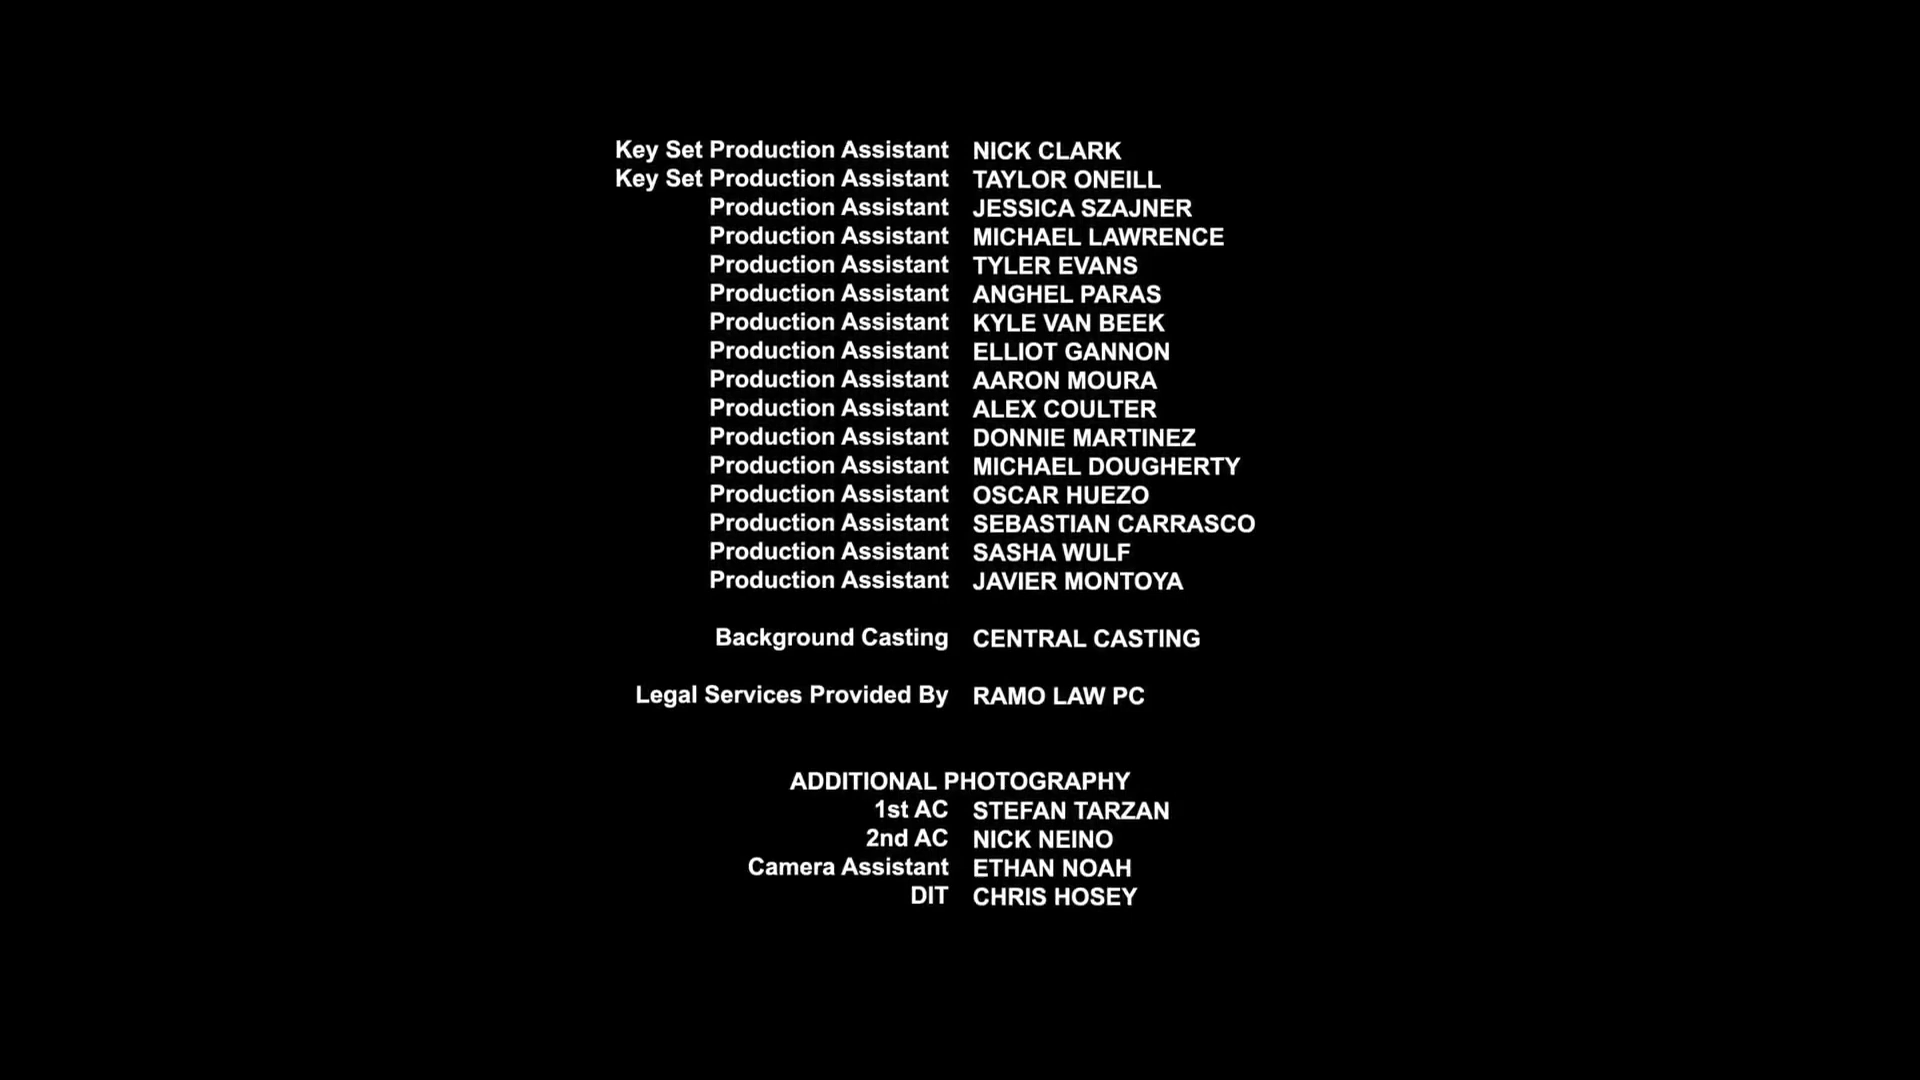 Key Set Production Assistant NICK CLARK
Key Set Production Assistant TAYLOR ONEILL
Production Assistant JESSICA SZAJNER
Production Assistant MICHAEL LAWRENCE
Production Assistant TYLER EVANS
Production Assistant ANGHEL PARAS
Production Assistant KYLE VAN BEEK
Production Assistant ELLIOT GANNON
Production Assistant AARON MOURA
Production Assistant ALEX COULTER
Production Assistant DONNIE MARTINEZ
Production Assistant MICHAEL DOUGHERTY
Production Assistant OSCAR HUEZO
Production Assistant SEBASTIAN CARRASCO
Production Assistant SASHA WULF
Production Assistant JAVIER MONTOYA
Background Casting CENTRAL CASTING
Legal Services Provided By RAMO LAW PC
ADDITIONAL PHOTOGRAPHY
1st AC STEFAN TARZAN
2nd AC NICK NEINO
Camera Assistant ETHAN NOAH
DIT CHRIS HOSEY